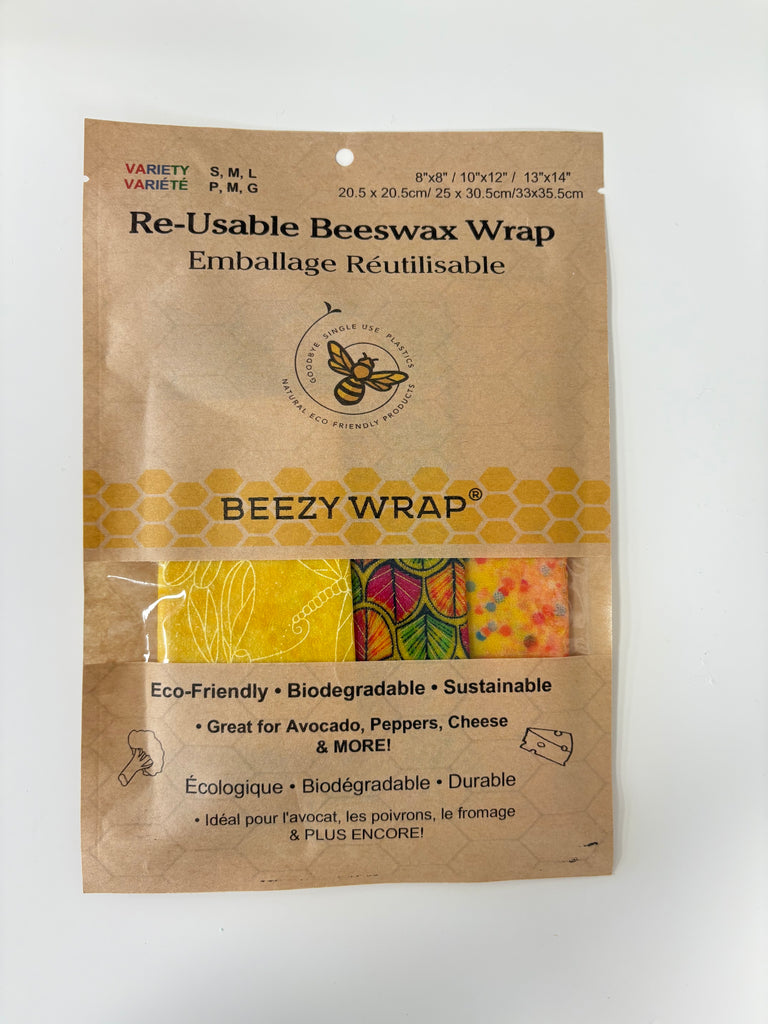 VARIETY S, M, L
VARIÉTÉ P, M, G
8"x8" / 10"x12" / 13"x14"
20.5 x 20.5cm/ 25 x 30.5cm/33x35.5cm
Re-Usable Beeswax Wrap
Emballage Réutilisable
GOODBYE SINGLE USE PLASTICS
NATURAL ECO FRIENDLY PRODUCTS
BEEZY WRAP®
Eco-Friendly • Biodegradable • Sustainable
• Great for Avocado, Peppers, Cheese
& MORE!
Écologique • Biodégradable • Durable
• Idéal pour l'avocat, les poivrons, le fromage
& PLUS ENCORE!